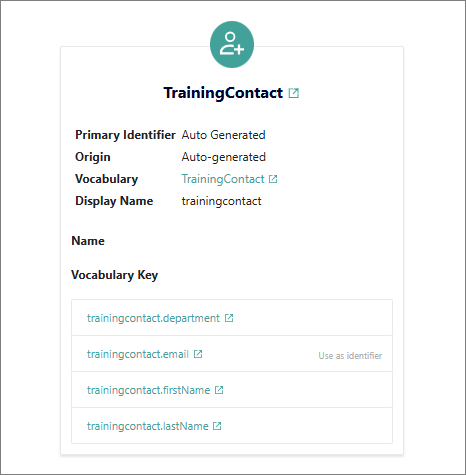 TrainingContact
Primary Identifier Auto Generated
Origin Auto-generated
Vocabulary TrainingContact
Display Name trainingcontact
Name
Vocabulary Key
trainingcontact.department
trainingcontact.email Use as identifier
trainingcontact.firstName
trainingcontact.lastName